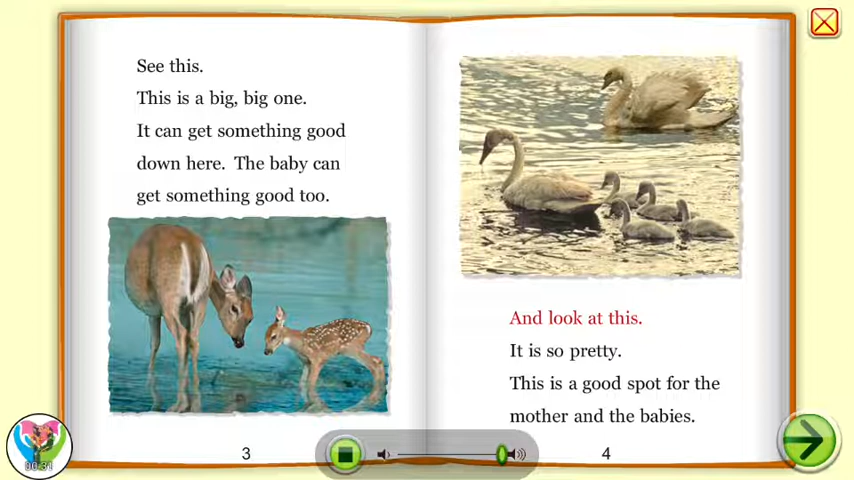 See this.
This is a big, big one.
It can get something good
down here. The baby can
get something good too.
3
And look at this.
It is so pretty.
This is a good spot for the
mother and the babies.
4
00:31